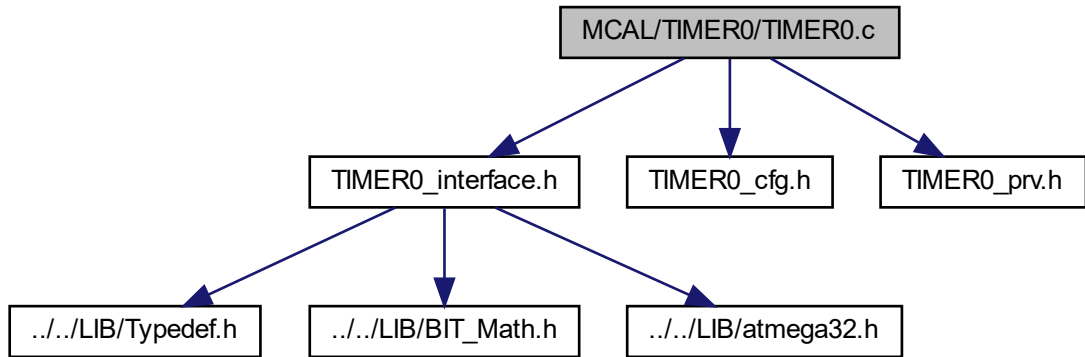 MCAL/TIMER0/TIMER0.c
TIMER0_interface.h
TIMER0_cfg.h
TIMER0_prv.h
../../LIB/Typedef.h
../../LIB/BIT_Math.h
../../LIB/atmega32.h